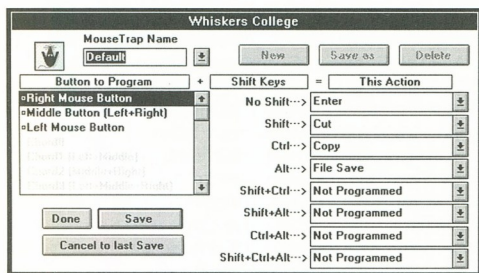 Whiskers College
MouseTrap Name
Default
New
Save as
Delete
Button to Program + Shift Keys = This Action
▫Right Mouse Button
▫Middle Button (Left+Right)
▫Left Mouse Button
No Shift···> Enter
Shift···> Cut
Ctrl···> Copy
Alt···> File Save
Shift+Ctrl···> Not Programmed
Shift+Alt···> Not Programmed
Ctrl+Alt···> Not Programmed
Shift+Ctrl+Alt···> Not Programmed
Done
Save
Cancel to last Save